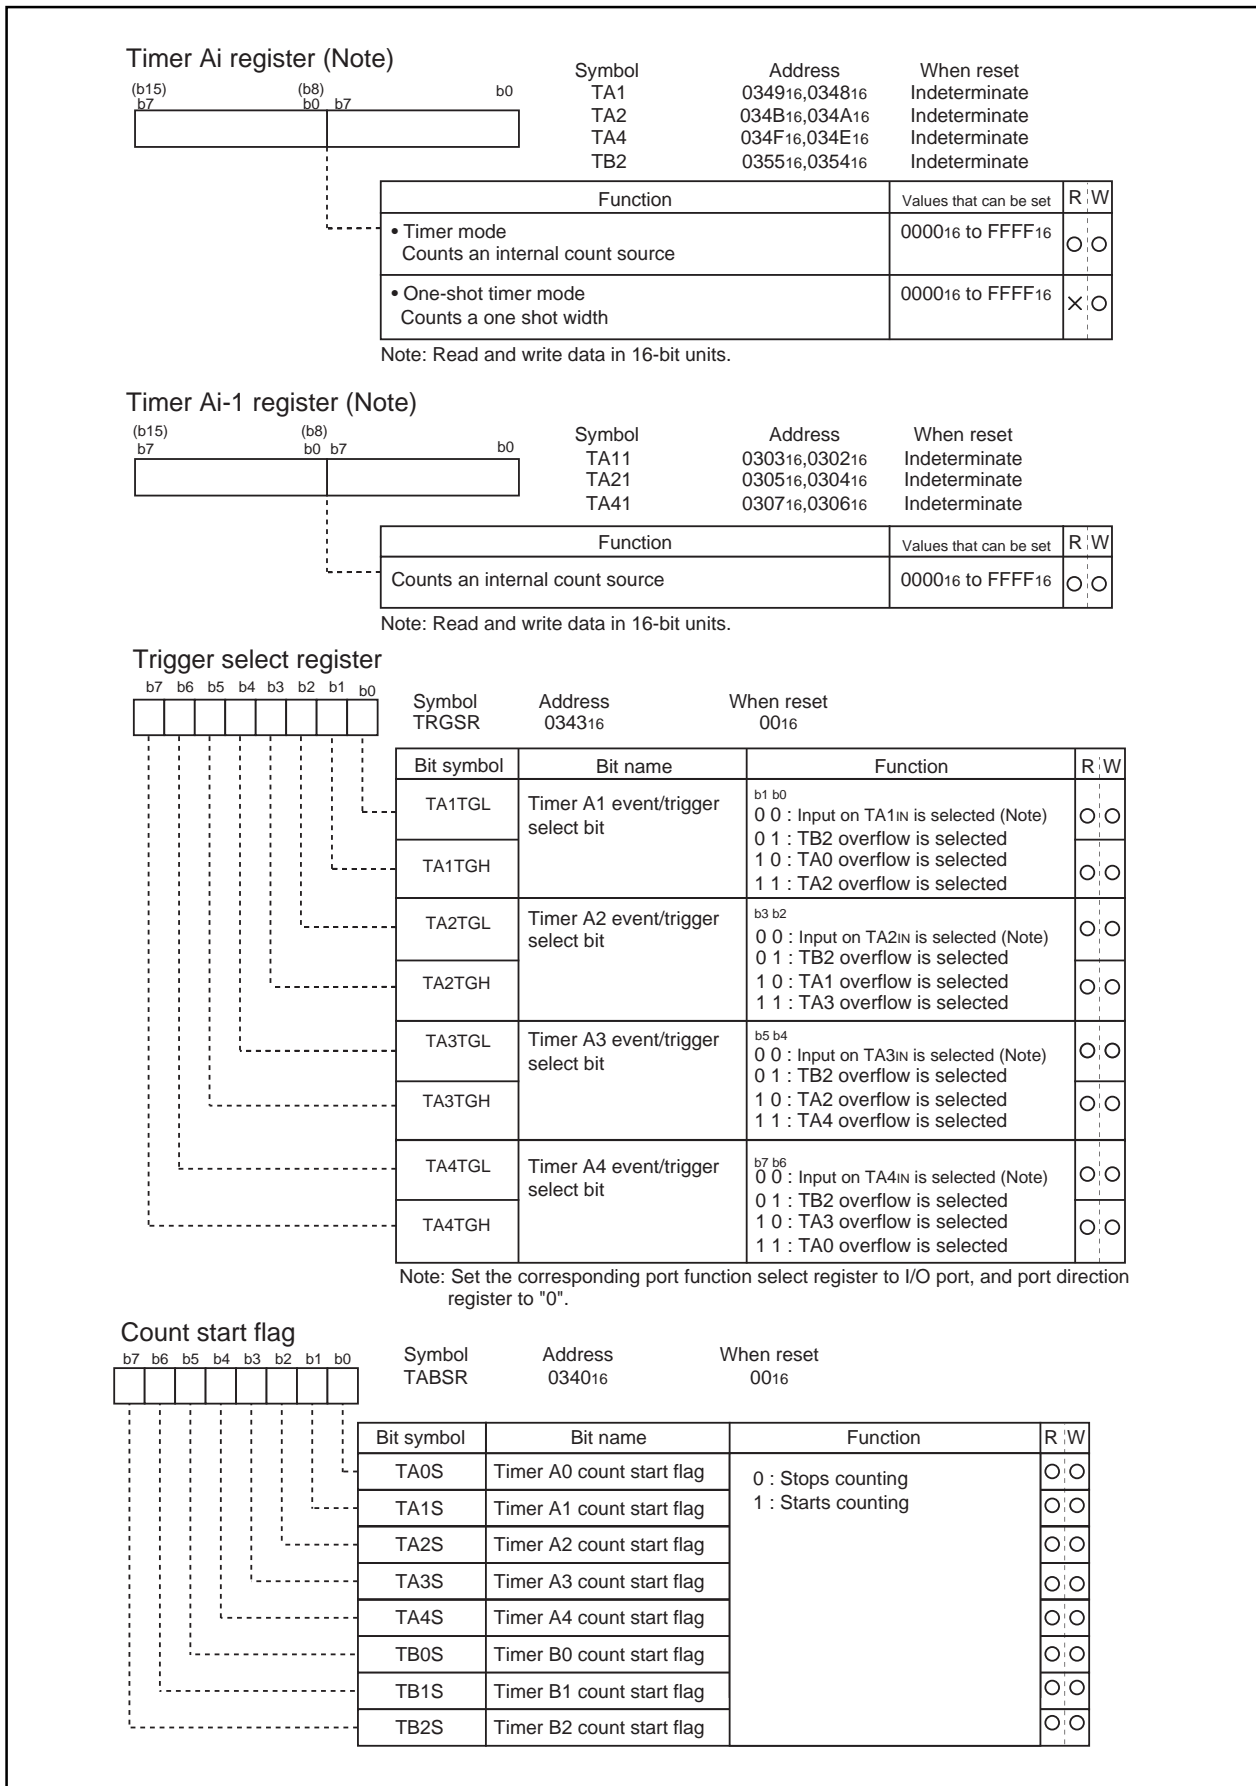 Timer Ai register (Note)
Symbol Address When reset
(b15) (b8)
b7 b0 b7 b0
TA1 034916,034816 Indeterminate
TA2 034B16,034A16 Indeterminate
TA4 034F16,034E16 Indeterminate
TB2 035516,035416 Indeterminate
Function Values that can be set R W
• Timer mode 000016 to FFFF16
Counts an internal count source
• One-shot timer mode 000016 to FFFF16
Counts a one shot width
Note: Read and write data in 16-bit units.
Timer Ai-1 register (Note)
(b15) (b8)
b7 b0 b7 b0
Symbol Address When reset
TA11 030316,030216 Indeterminate
TA21 030516,030416 Indeterminate
TA41 030716,030616 Indeterminate
Function Values that can be set R W
Counts an internal count source 000016 to FFFF16
Note: Read and write data in 16-bit units.
Trigger select register
b7 b6 b5 b4 b3 b2 b1 b0
Symbol Address When reset
TRGSR 034316 0016
Bit symbol Bit name Function R W
TA1TGL Timer A1 event/trigger select bit
b1 b0
0 0 : Input on TA1IN is selected (Note)
0 1 : TB2 overflow is selected
TA1TGH 1 0 : TA0 overflow is selected
1 1 : TA2 overflow is selected
TA2TGL Timer A2 event/trigger select bit
b3 b2
0 0 : Input on TA2IN is selected (Note)
0 1 : TB2 overflow is selected
TA2TGH 1 0 : TA1 overflow is selected
1 1 : TA3 overflow is selected
TA3TGL Timer A3 event/trigger select bit
b5 b4
0 0 : Input on TA3IN is selected (Note)
0 1 : TB2 overflow is selected
TA3TGH 1 0 : TA2 overflow is selected
1 1 : TA4 overflow is selected
TA4TGL Timer A4 event/trigger select bit
b7 b6
0 0 : Input on TA4IN is selected (Note)
0 1 : TB2 overflow is selected
TA4TGH 1 0 : TA3 overflow is selected
1 1 : TA0 overflow is selected
Note: Set the corresponding port function select register to I/O port, and port direction
register to "0".
Count start flag
b7 b6 b5 b4 b3 b2 b1 b0
Symbol Address When reset
TABSR 034016 0016
Bit symbol Bit name Function R W
TA0S Timer A0 count start flag 0 : Stops counting
TA1S Timer A1 count start flag 1 : Starts counting
TA2S Timer A2 count start flag
TA3S Timer A3 count start flag
TA4S Timer A4 count start flag
TB0S Timer B0 count start flag
TB1S Timer B1 count start flag
TB2S Timer B2 count start flag